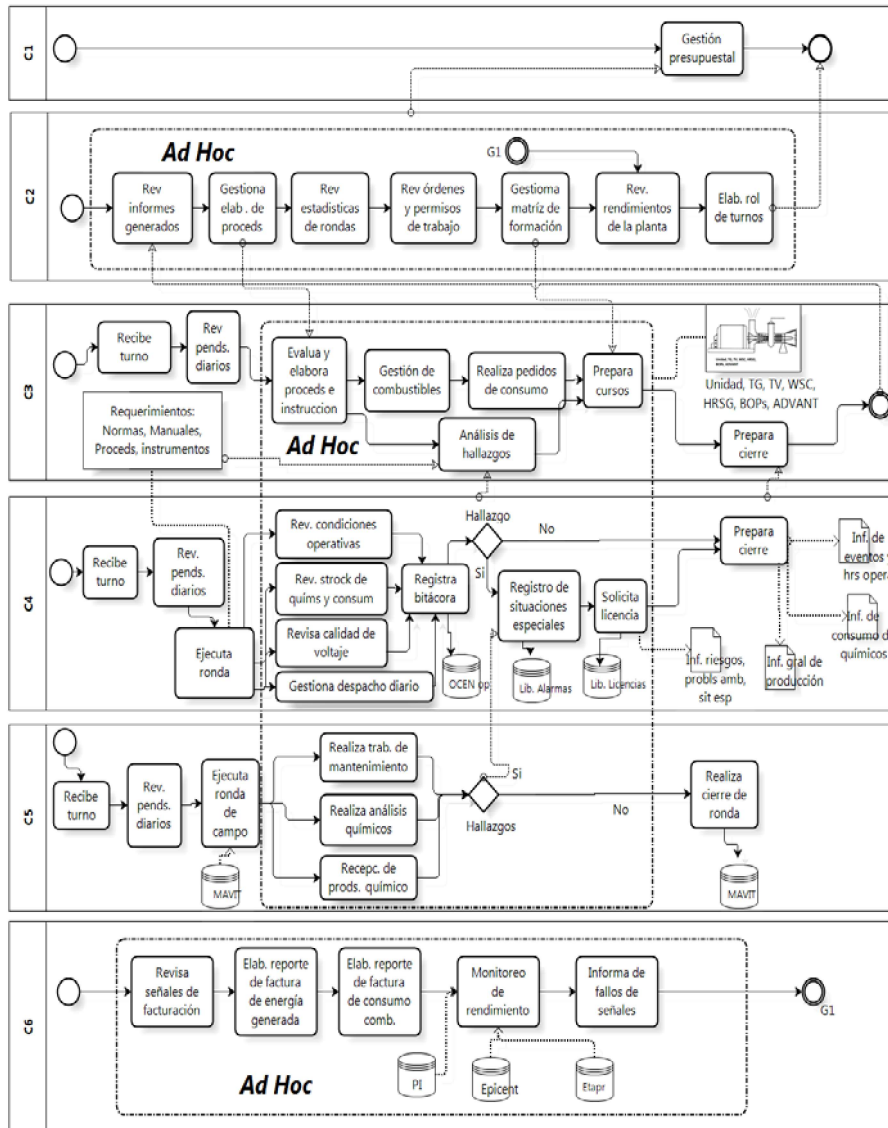 C1
Gestión
presupuestal
C2
Ad Hoc
G1
Rev
informes
generados
Gestiona
elab . de
proceds
Rev
estadisticas
de rondas
Rev órdenes
y permisos
de trabajo
Gestioma
matríz de
formación
Rev.
rendimientos
de la planta
Elab. rol
de turnos
C3
Recibe
turno
Rev
pends.
diarios
Evalua y
elabora
proceds e
instruccion
Gestión de
combustibles
Realiza pedidos
de consumo
Prepara
cursos
Unidad, TG, TV, WSC,
HRSG, BOPs, ADVANT
Requerimientos:
Normas, Manuales,
Proceds, instrumentos
Ad Hoc
Análisis de
hallazgos
Prepara
cierre
C4
Recibe
turno
Rev.
pends.
diarios
Ejecuta
ronda
Rev. condiciones
operativas
Rev. strock de
quims y consum
Revisa calidad de
voltaje
Gestiona despacho diario
Registra
bitácora
OCEN op
Hallazgo
No
Si
Registro de
situaciones
especiales
Solicita
licencia
Lib. Alarmas
Lib. Licencias
Prepara
cierre
Inf. de
eventos y
hrs opera
Inf. de
consumo d
químicos
Inf. riesgos,
probls amb,
sit esp
Inf. gral de
producción
C5
Recibe
turno
Rev.
pends.
diarios
Ejecuta
ronda
de
campo
MAVIT
Realiza trab. de
mantenimiento
Realiza análisis
químicos
Recepc. de
prods. químico
Si
Hallazgos
No
Realiza
cierre de
ronda
MAVIT
C6
Revisa
señales de
facturación
Elab. reporte
de factura
de energía
generada
Elab. reporte
de factura de
consumo
comb.
Monitoreo
de
rendimiento
Informa de
fallos de
señales
G1
PI
Epicent
Etapr
Ad Hoc